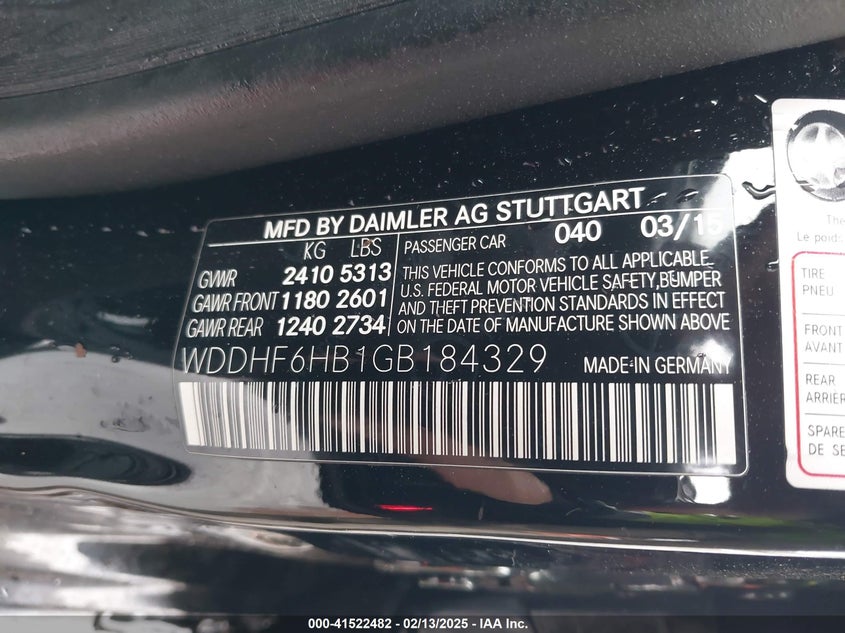 MFD BY DAIMLER AG STUTTGART
KG LBS
GVWR 2410 5313
GAWR FRONT 1180 2601
GAWR REAR 1240 2734
PASSENGER CAR 040 03/15
THIS VEHICLE CONFORMS TO ALL APPLICABLE
U.S. FEDERAL MOTOR VEHICLE SAFETY,BUMPER
AND THEFT PREVENTION STANDARDS IN EFFECT
ON THE DATE OF MANUFACTURE SHOWN ABOVE
WDDHF6HB1GB184329 MADE IN GERMANY
The
Le poids
TIRE
PNEU
FRONT
AVANT
REAR
SPARE
000-41522482 - 02/13/2025 - IAA Inc.